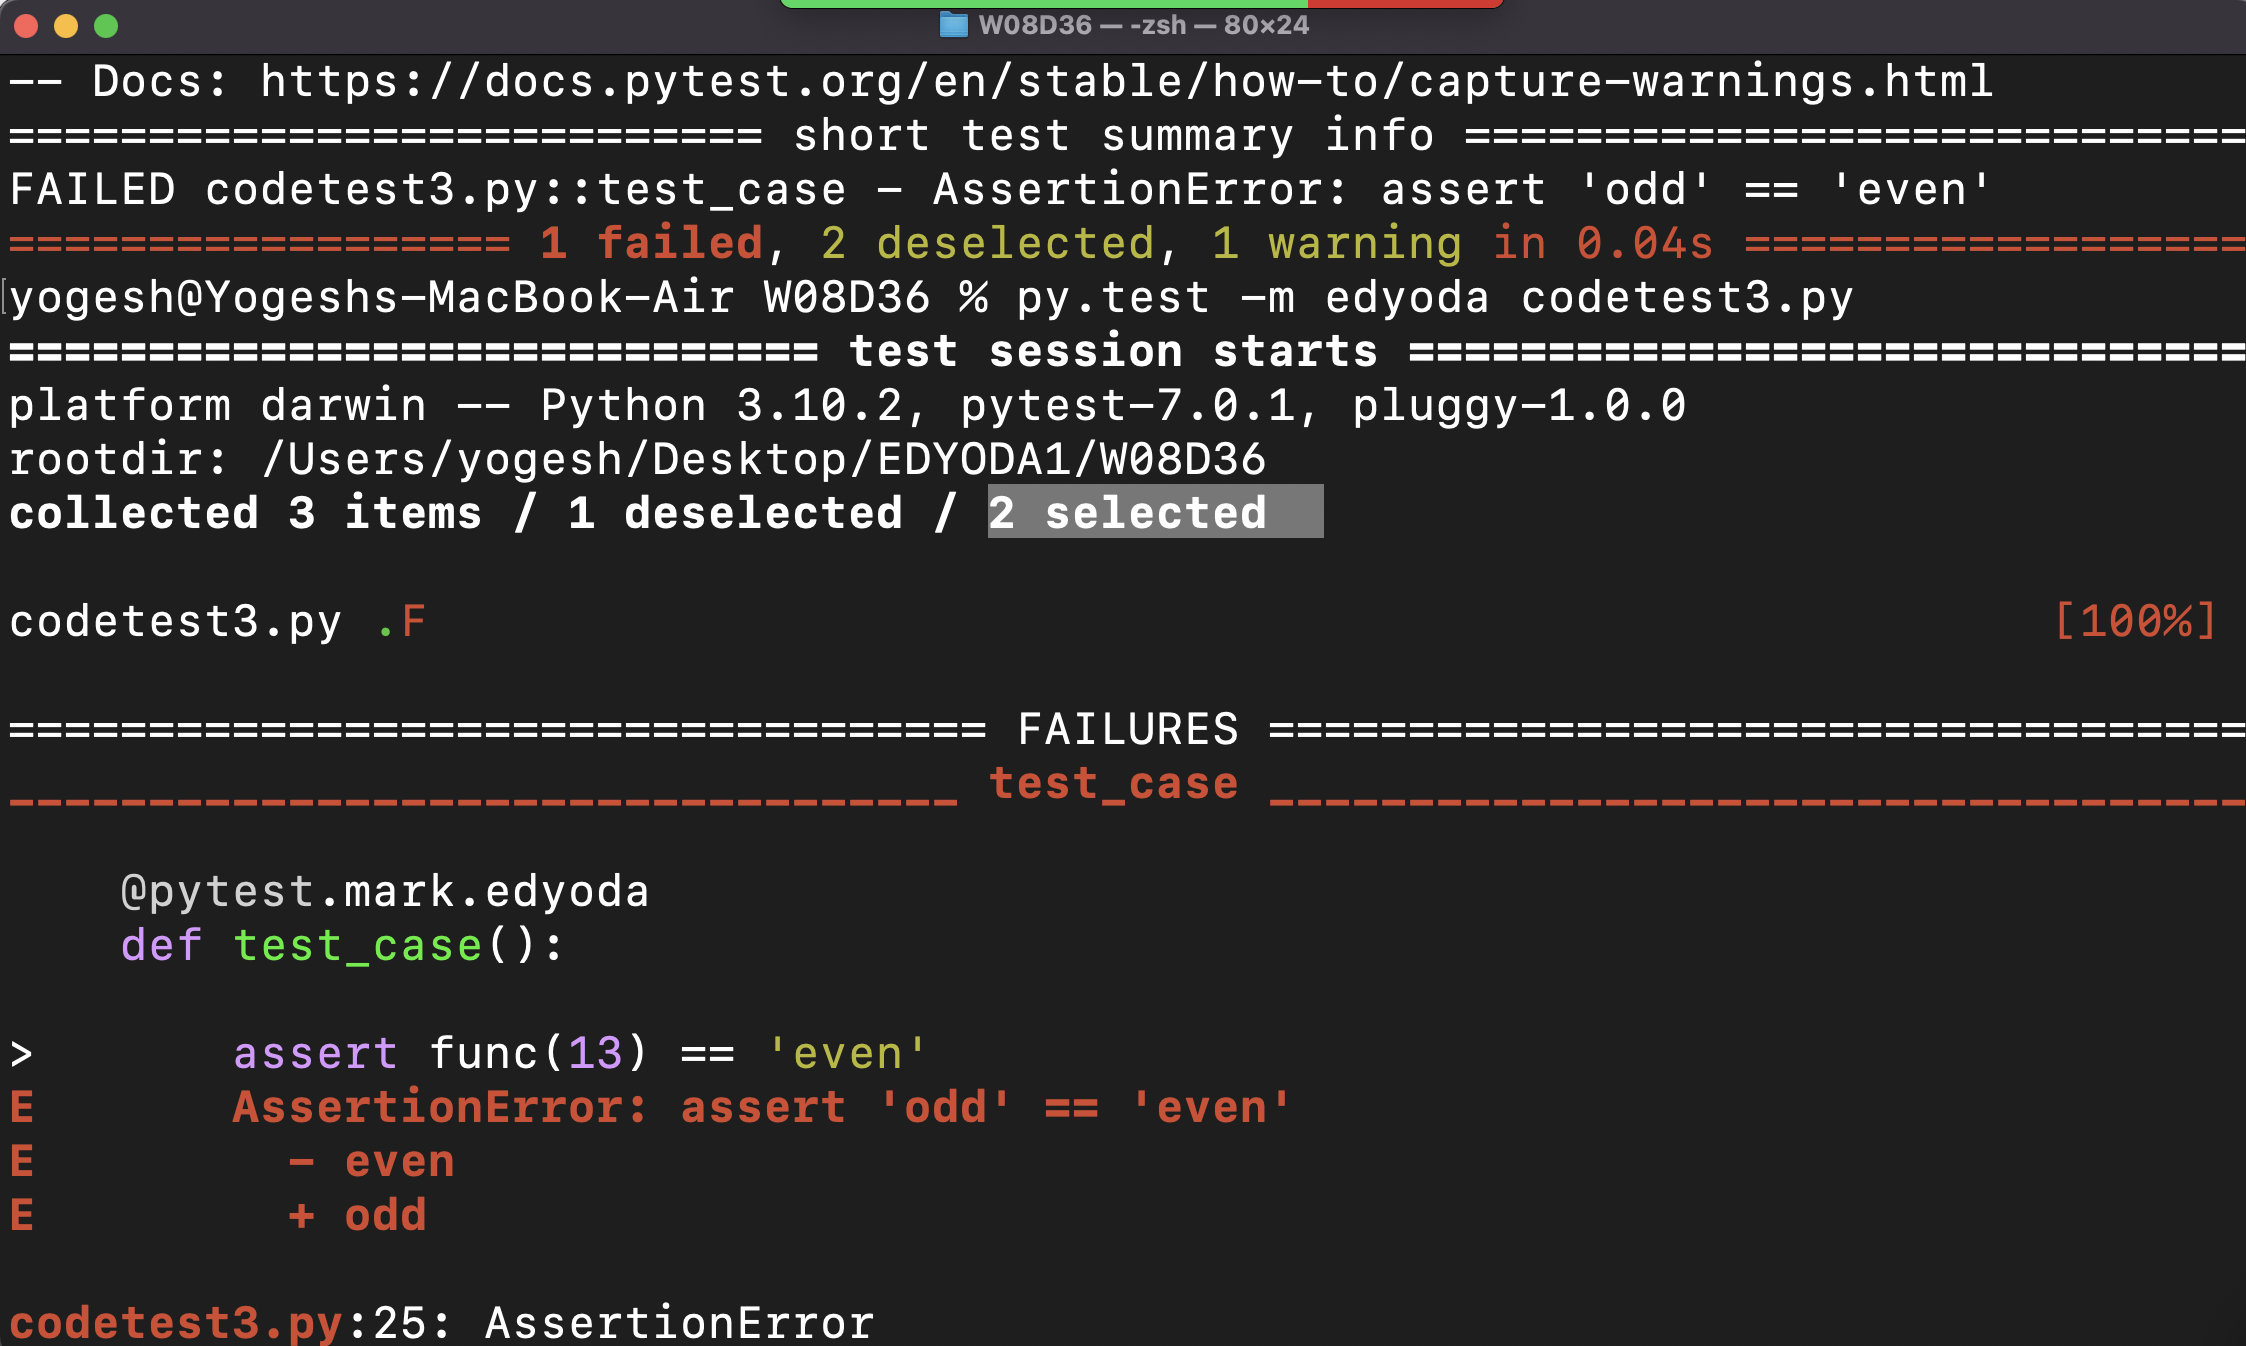 W08D36 — -zsh — 80×24
-- Docs: https://docs.pytest.org/en/stable/how-to/capture-warnings.html
=========================== short test summary info ============================
FAILED codetest3.py::test_case - AssertionError: assert 'odd' == 'even'
================== 1 failed, 2 deselected, 1 warning in 0.04s ==================
yogesh@Yogeshs-MacBook-Air W08D36 % py.test -m edyoda codetest3.py
============================= test session starts ==============================
platform darwin -- Python 3.10.2, pytest-7.0.1, pluggy-1.0.0
rootdir: /Users/yogesh/Desktop/EDYODA1/W08D36
collected 3 items / 1 deselected / 2 selected
codetest3.py .F [100%]
=================================== FAILURES ===================================
__________________________________ test_case ___________________________________
@pytest.mark.edyoda
def test_case():
> assert func(13) == 'even'
E AssertionError: assert 'odd' == 'even'
E - even
E + odd
codetest3.py:25: AssertionError